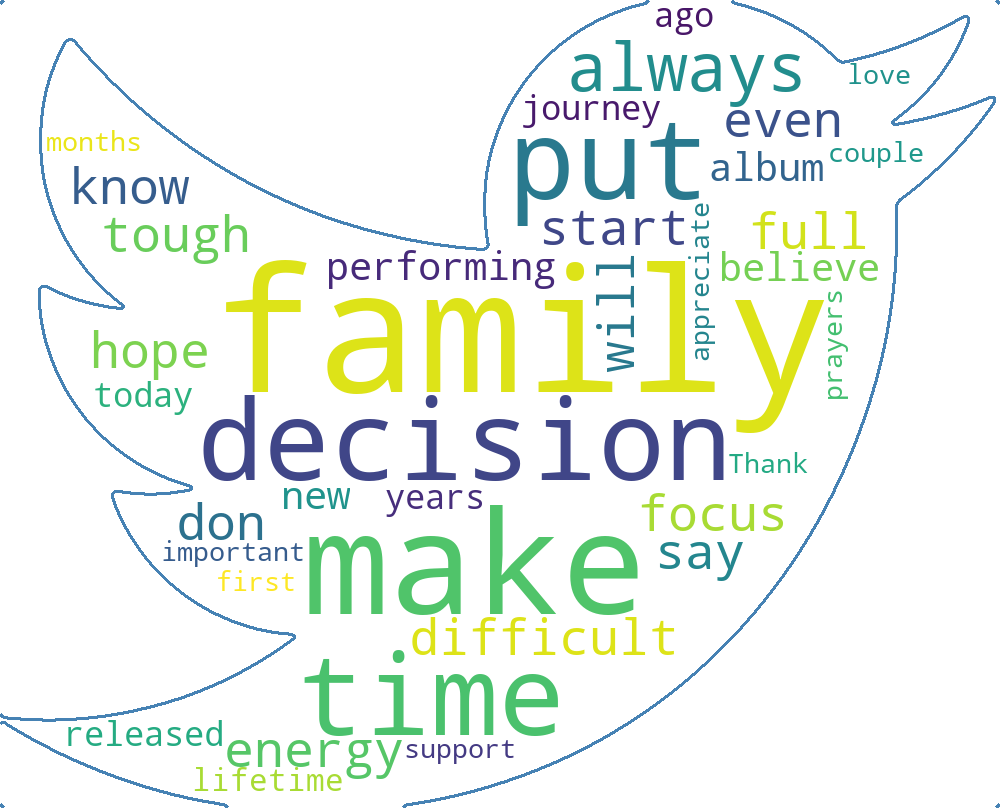 ago
always
love
journey
put
even
months
album
couple
know
tough
start
appreciate
full
performing
will
believe
family
prayers
hope
today
decision
Thank
new
years
don
focus
important
make
say
first
difficult
time
released
energy
support
lifetime